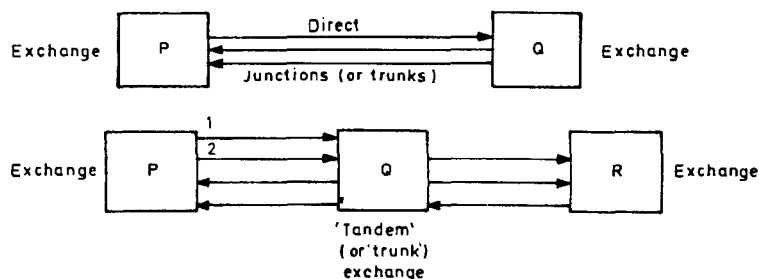 Direct
Exchange P Q Exchange
Junctions (or trunks)
1
2
Exchange P Q R Exchange
'Tandem'
(or 'trunk')
exchange